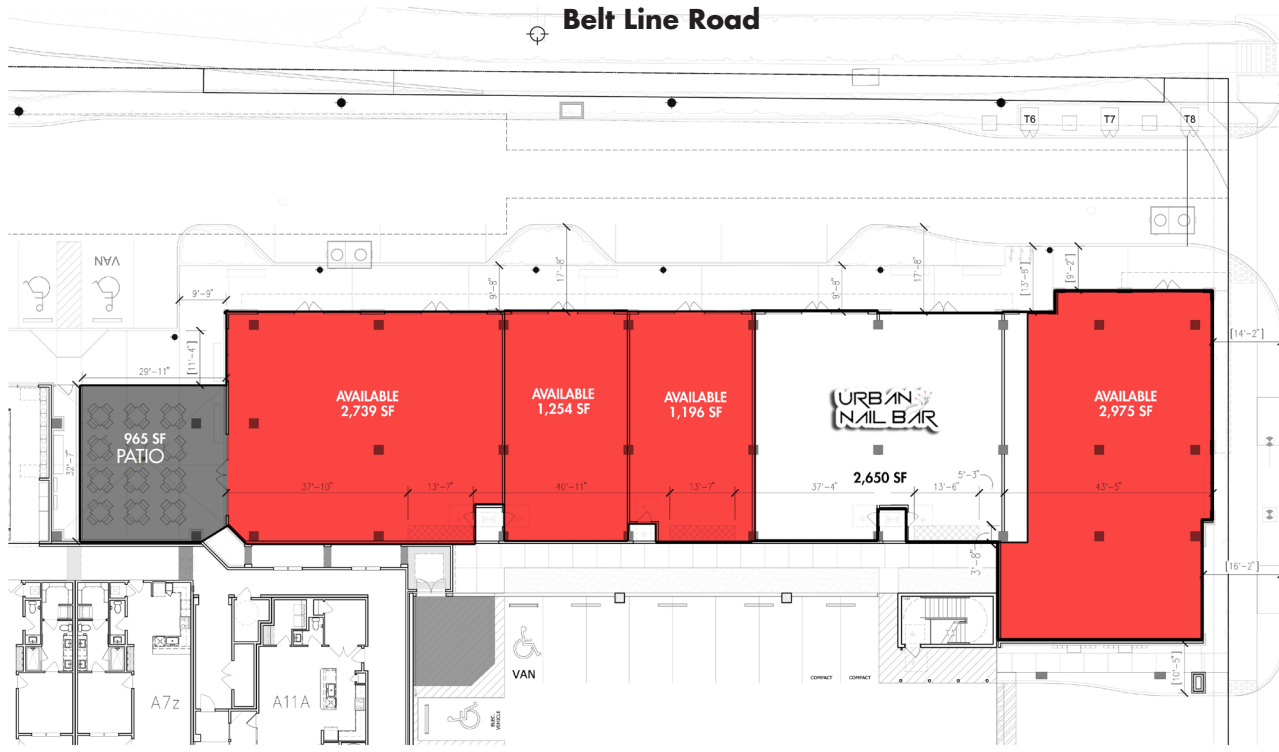 Belt Line Road
T6
T7
T8
VAN
9'-9"
9'-8"
17'-8"
9'-8"
17'-8"
[13'-8"]
[9'-2"]
[11'-4"]
29'-11"
[14'-2"]
AVAILABLE
2,739 SF
AVAILABLE
1,254 SF
AVAILABLE
1,196 SF
URBAN
NAIL BAR
AVAILABLE
2,975 SF
965 SF
PATIO
32'-7"
2,650 SF
5'-3"
37'-10"
13'-7"
40'-11"
13'-7"
37'-4"
13'-6"
43'-5"
3'-8"
[16'-2"]
VAN
COMPACT
COMPACT
[10'-5"]
A7z
A11A
ELEC
VEHICLE